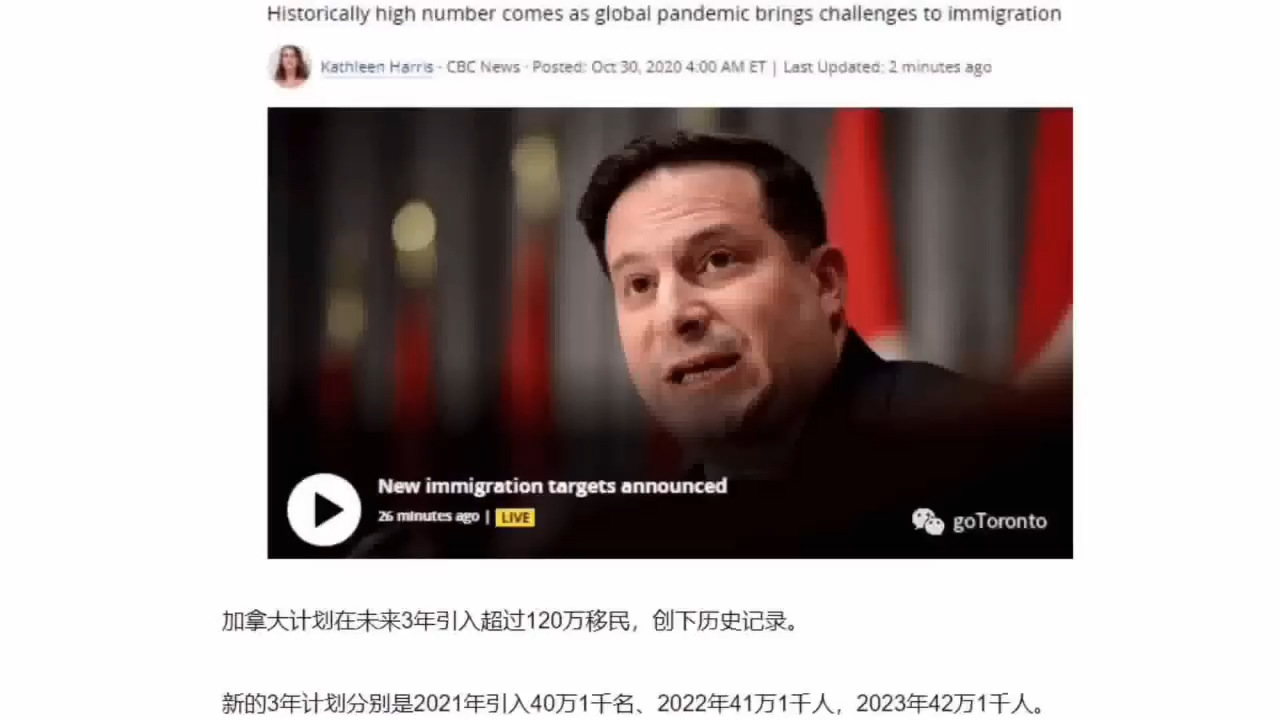 Historically high number comes as global pandemic brings challenges to immigration
Kathleen Harris · CBC News · Posted: Oct 30, 2020 4:00 AM ET | Last Updated: 2 minutes ago
New immigration targets announced
26 minutes ago | LIVE
goToronto
加拿大计划在未来3年引入超过120万移民，创下历史记录。
新的3年计划分别是2021年引入40万1千名、2022年41万1千人，2023年42万1千人。